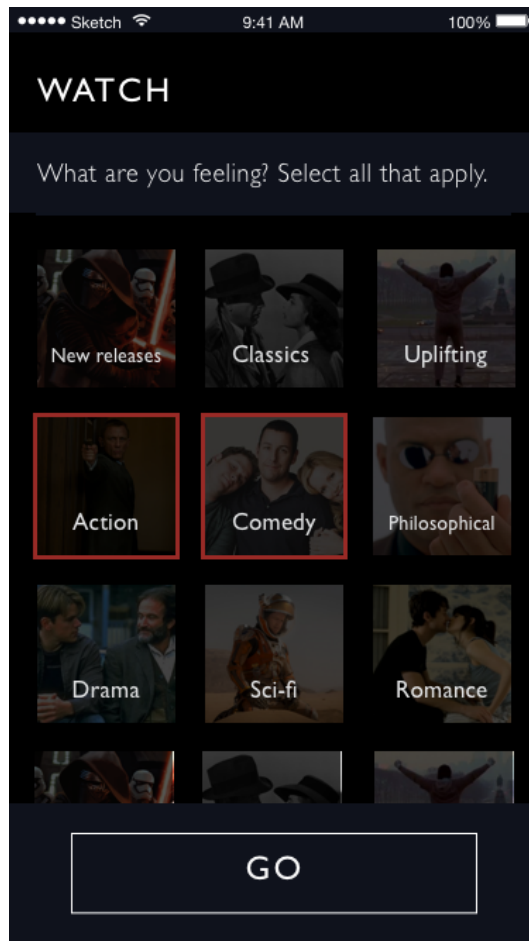 Sketch 9:41 AM 100%
WATCH
What are you feeling? Select all that apply.
New releases Classics Uplifting
Action Comedy Philosophical
Drama Sci-fi Romance
GO